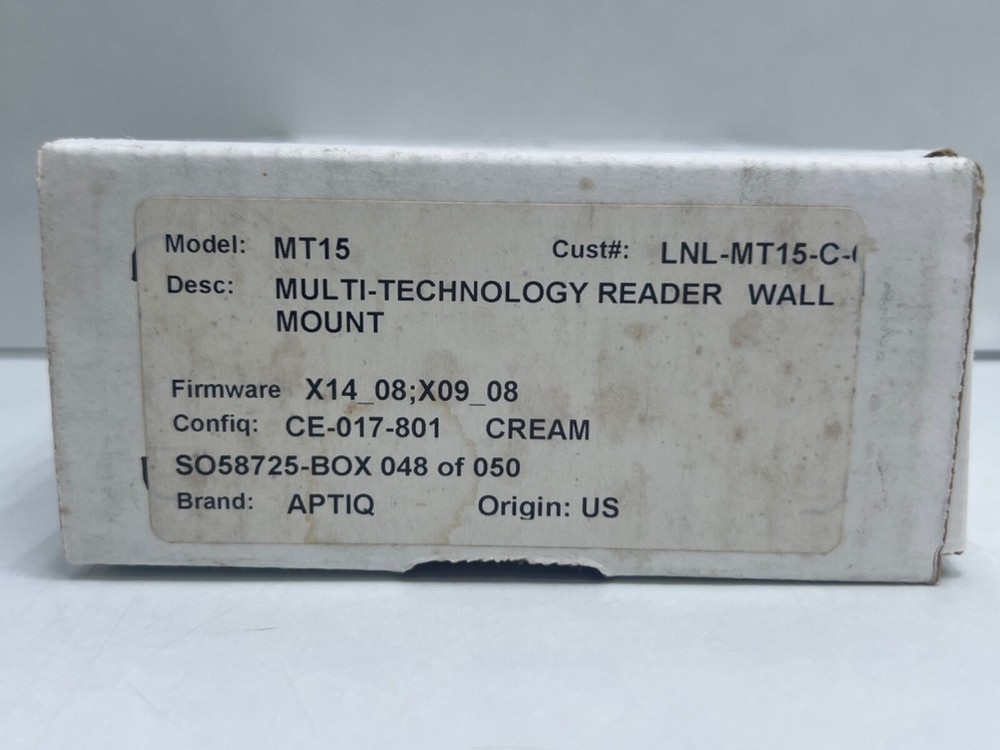 Model: MT15 Cust#: LNL-MT15-C-
Desc: MULTI-TECHNOLOGY READER WALL
MOUNT
Firmware X14_08;X09_08
Confiq: CE-017-801 CREAM
SO58725-BOX 048 of 050
Brand: APTIQ Origin: US